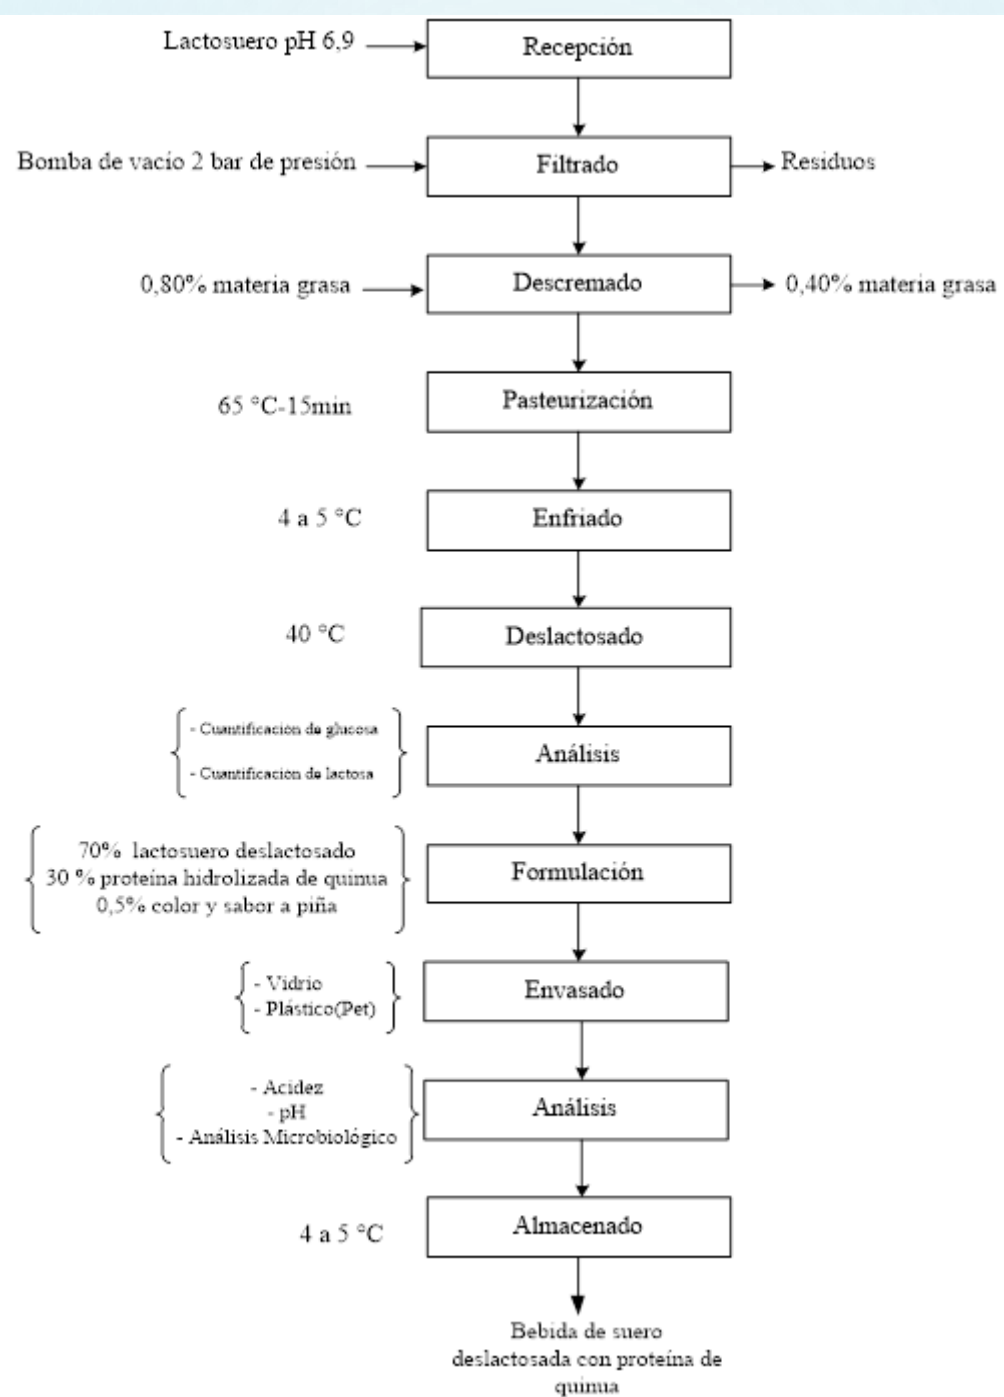 Lactosuero pH 6,9
Recepción
Bomba de vacío 2 bar de presión
Filtrado
Residuos
0,80% materia grasa
Descremado
0,40% materia grasa
65 °C-15min
Pasteurización
4 a 5 °C
Enfriado
40 °C
Deslactosado
- Cuantificación de glucosa
- Cuantificación de lactosa
Análisis
70% lactosuero deslactosado
30 % proteína hidrolizada de quinua
0,5% color y sabor a piña
Formulación
- Vidrio
- Plástico(Pet)
Envasado
- Acidez
- pH
- Análisis Microbiológico
Análisis
4 a 5 °C
Almacenado
Bebida de suero
deslactosada con proteína de
quinua